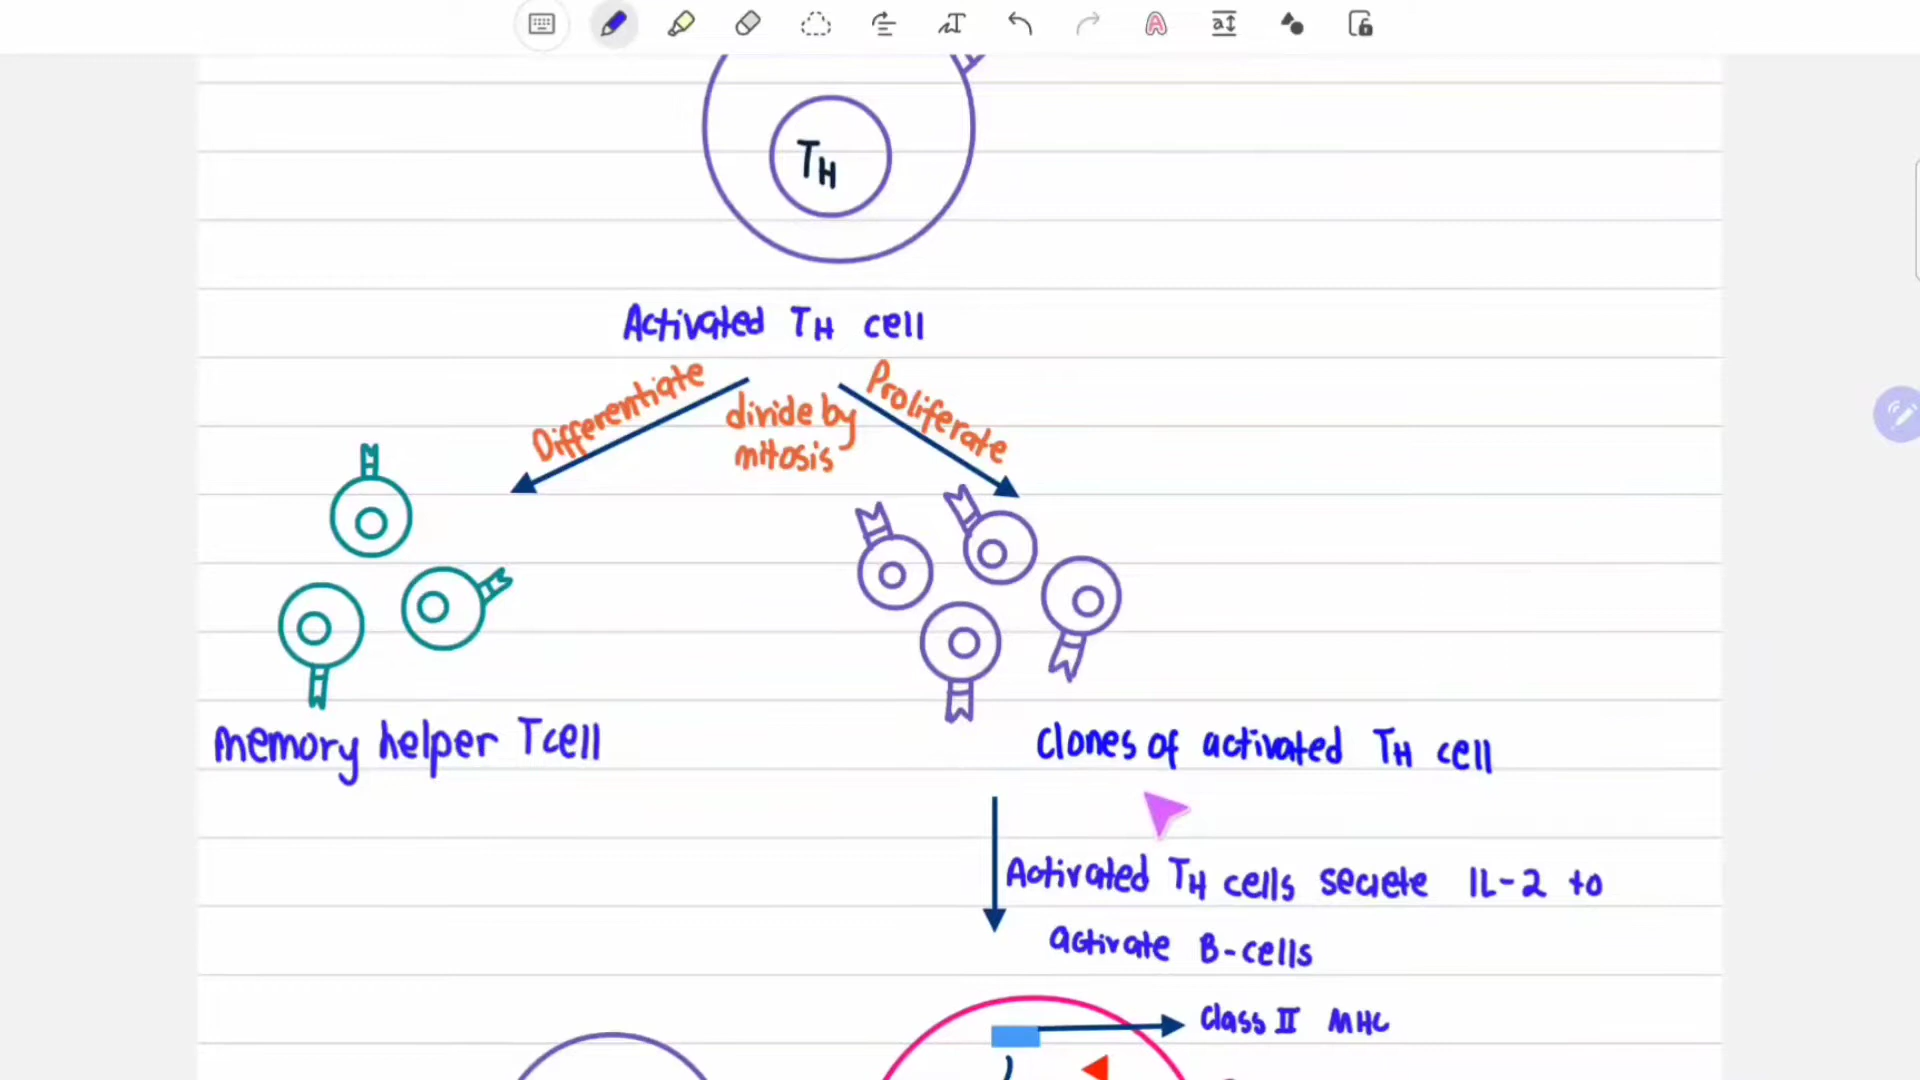 TH
Activated TH cell
Differentiate
divide by
mitosis
Proliferate
memory helper Tcell
Clones of activated TH cell
Activated TH cells secrete IL-2 to
activate B-cells
Class II MHC